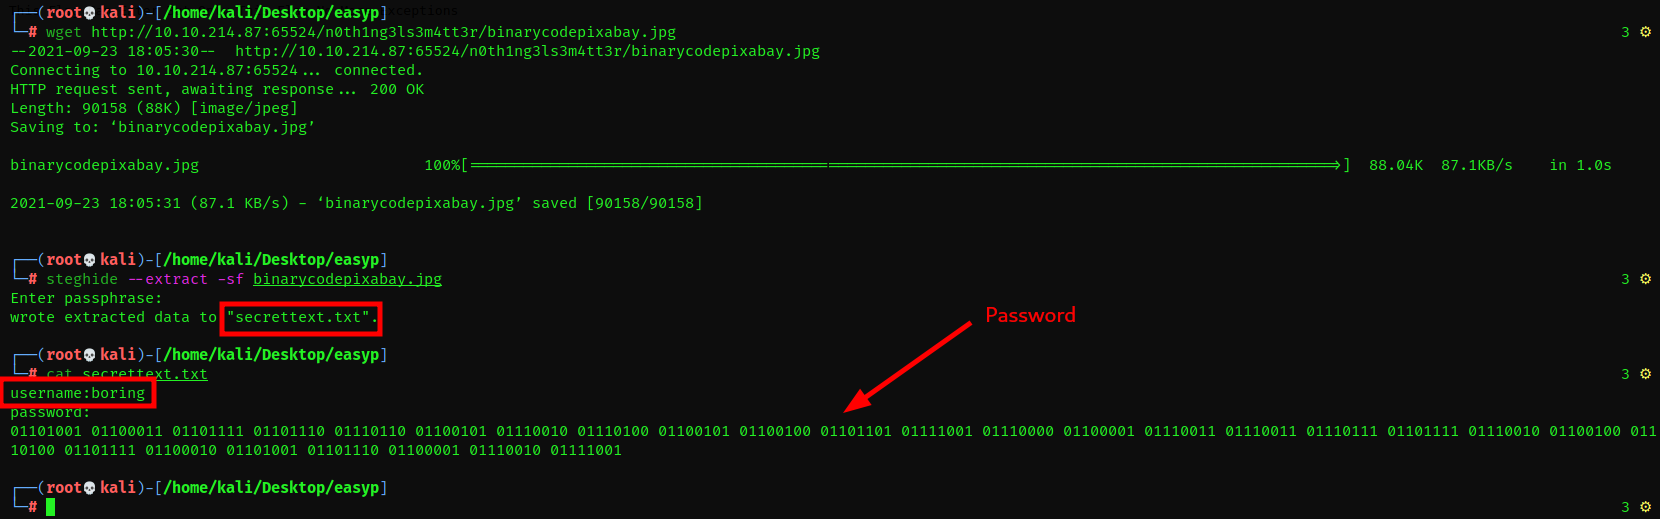 ceptions
┌──(root💀kali)-[/home/kali/Desktop/easyp]
└─# wget http://10.10.214.87:65524/n0th1ng3ls3m4tt3r/binarycodepixabay.jpg 3 ⚙
--2021-09-23 18:05:30-- http://10.10.214.87:65524/n0th1ng3ls3m4tt3r/binarycodepixabay.jpg
Connecting to 10.10.214.87:65524... connected.
HTTP request sent, awaiting response... 200 OK
Length: 90158 (88K) [image/jpeg]
Saving to: ‘binarycodepixabay.jpg’
binarycodepixabay.jpg 100%[===================>] 88.04K 87.1KB/s in 1.0s
2021-09-23 18:05:31 (87.1 KB/s) - ‘binarycodepixabay.jpg’ saved [90158/90158]
┌──(root💀kali)-[/home/kali/Desktop/easyp]
└─# steghide --extract -sf binarycodepixabay.jpg 3 ⚙
Enter passphrase:
wrote extracted data to "secrettext.txt".
Password
┌──(root💀kali)-[/home/kali/Desktop/easyp]
└─# cat secrettext.txt 3 ⚙
username:boring
password:
01101001 01100011 01101111 01101110 01110110 01100101 01110010 01110100 01100101 01100100 01101101 01111001 01110000 01100001 01110011 01110011 01110111 01101111 01110010 01100100 011
10100 01101111 01100010 01101001 01101110 01100001 01110010 01111001
┌──(root💀kali)-[/home/kali/Desktop/easyp]
└─# 3 ⚙